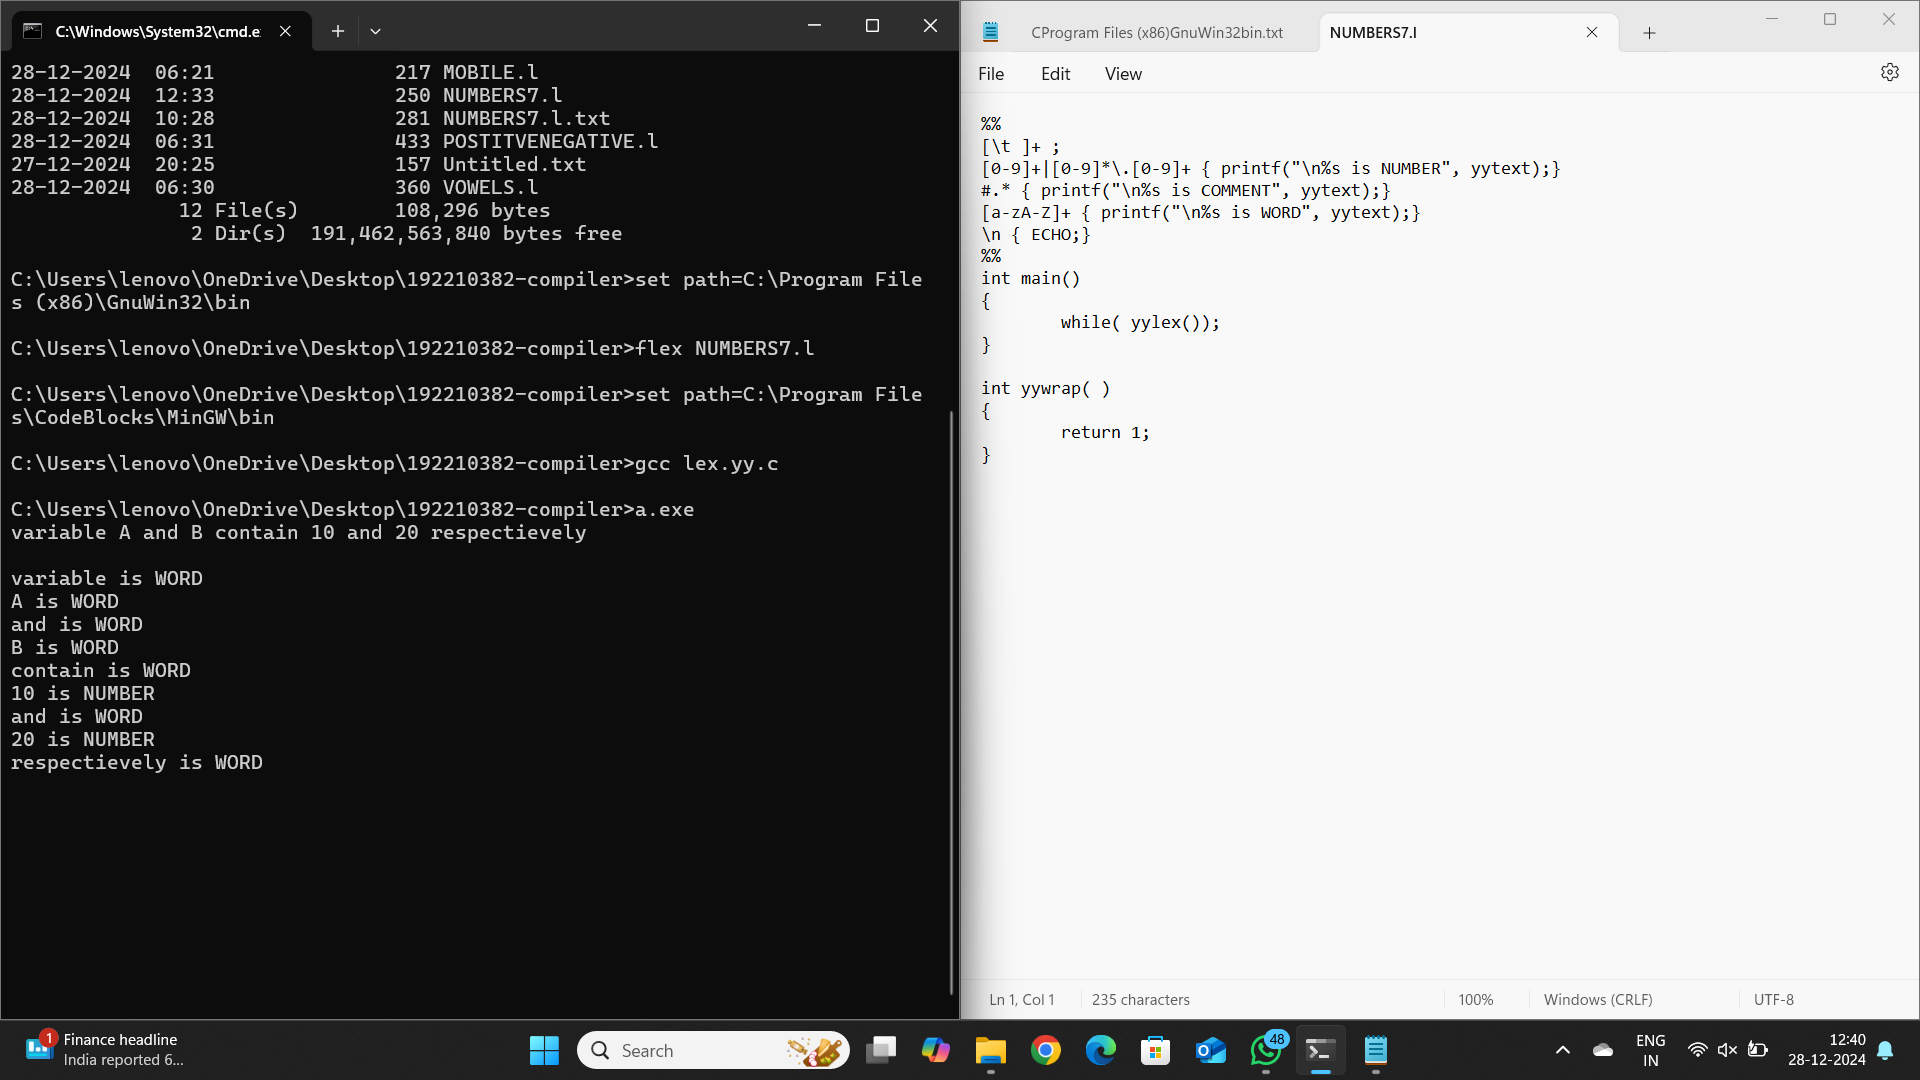 C:\Windows\System32\cmd.e
28-12-2024  06:21               217 MOBILE.l
28-12-2024  12:33               250 NUMBERS7.l
28-12-2024  10:28               281 NUMBERS7.l.txt
28-12-2024  06:31               433 POSTITVENEGATIVE.l
27-12-2024  20:25               157 Untitled.txt
28-12-2024  06:30               360 VOWELS.l
              12 File(s)        108,296 bytes
               2 Dir(s)  191,462,563,840 bytes free
C:\Users\lenovo\OneDrive\Desktop\192210382-compiler>set path=C:\Program File
s (x86)\GnuWin32\bin
C:\Users\lenovo\OneDrive\Desktop\192210382-compiler>flex NUMBERS7.l
C:\Users\lenovo\OneDrive\Desktop\192210382-compiler>set path=C:\Program File
s\CodeBlocks\MinGW\bin
C:\Users\lenovo\OneDrive\Desktop\192210382-compiler>gcc lex.yy.c
C:\Users\lenovo\OneDrive\Desktop\192210382-compiler>a.exe
variable A and B contain 10 and 20 respectievely
variable is WORD
A is WORD
and is WORD
B is WORD
contain is WORD
10 is NUMBER
and is WORD
20 is NUMBER
respectievely is WORD
CProgram Files (x86)GnuWin32bin.txt
NUMBERS7.l
File Edit View
%%
[\t ]+ ;
[0-9]+|[0-9]*\.[0-9]+ { printf("\n%s is NUMBER", yytext);}
#.* { printf("\n%s is COMMENT", yytext);}
[a-zA-Z]+ { printf("\n%s is WORD", yytext);}
\n { ECHO;}
%%
int main()
{
        while( yylex());
}
int yywrap( )
{
        return 1;
}
Ln 1, Col 1 235 characters 100% Windows (CRLF) UTF-8
1
Finance headline
India reported 6...
Search
48
ENG
IN
12:40
28-12-2024